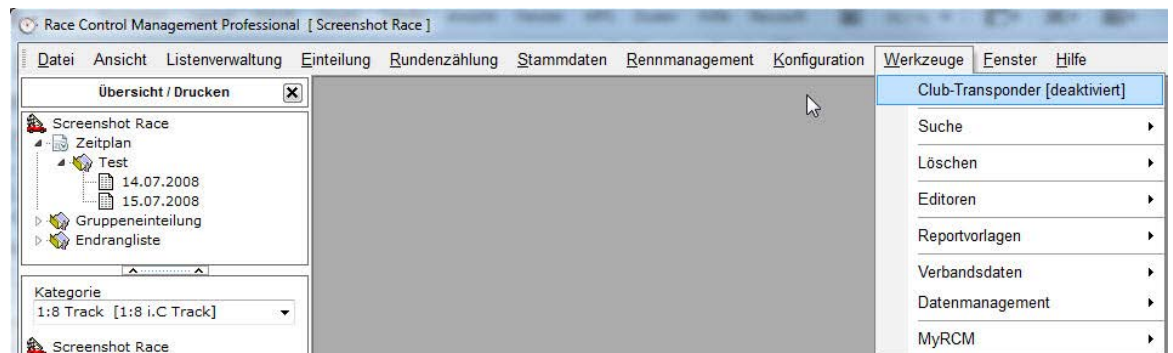 Race Control Management Professional [ Screenshot Race ]
Datei Ansicht Listenverwaltung Einteilung Rundenzählung Stammdaten Rennmanagement Konfiguration Werkzeuge Fenster Hilfe
Übersicht / Drucken
Screenshot Race
Zeitplan
Test
14.07.2008
15.07.2008
Gruppeneinteilung
Endrangliste
Kategorie
1:8 Track [1:8 i.C Track]
Screenshot Race
Club-Transponder [deaktiviert]
Suche
Löschen
Editoren
Reportvorlagen
Verbandsdaten
Datenmanagement
MyRCM